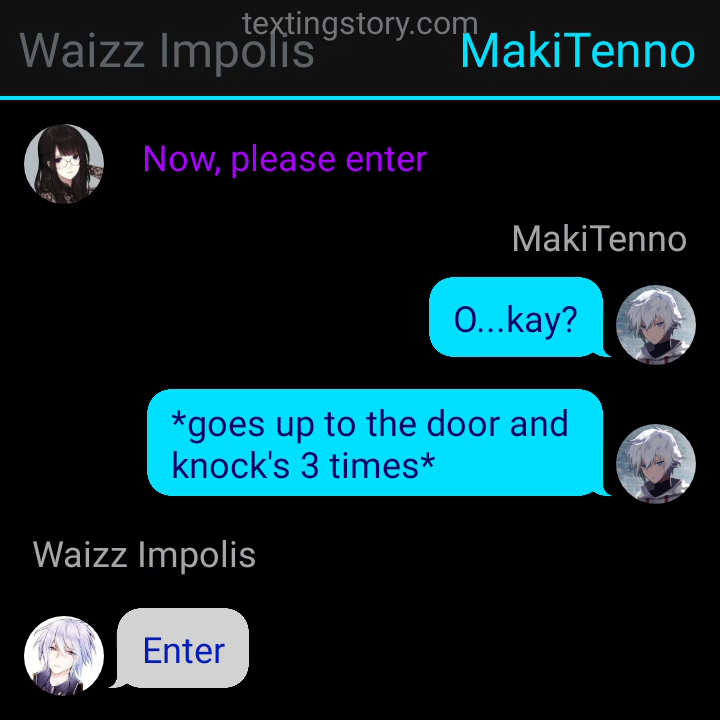 textingstory.com
Waizz Impolis
MakiTenno
Now, please enter
MakiTenno
O...kay?
*goes up to the door and
knock's 3 times*
Waizz Impolis
Enter